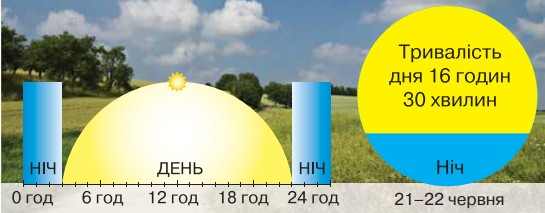 Тривалість
дня 16 годин
30 хвилин
НІЧ
ДЕНЬ
НІЧ
Ніч
0 год 6 год 12 год 18 год 24 год
21–22 червня